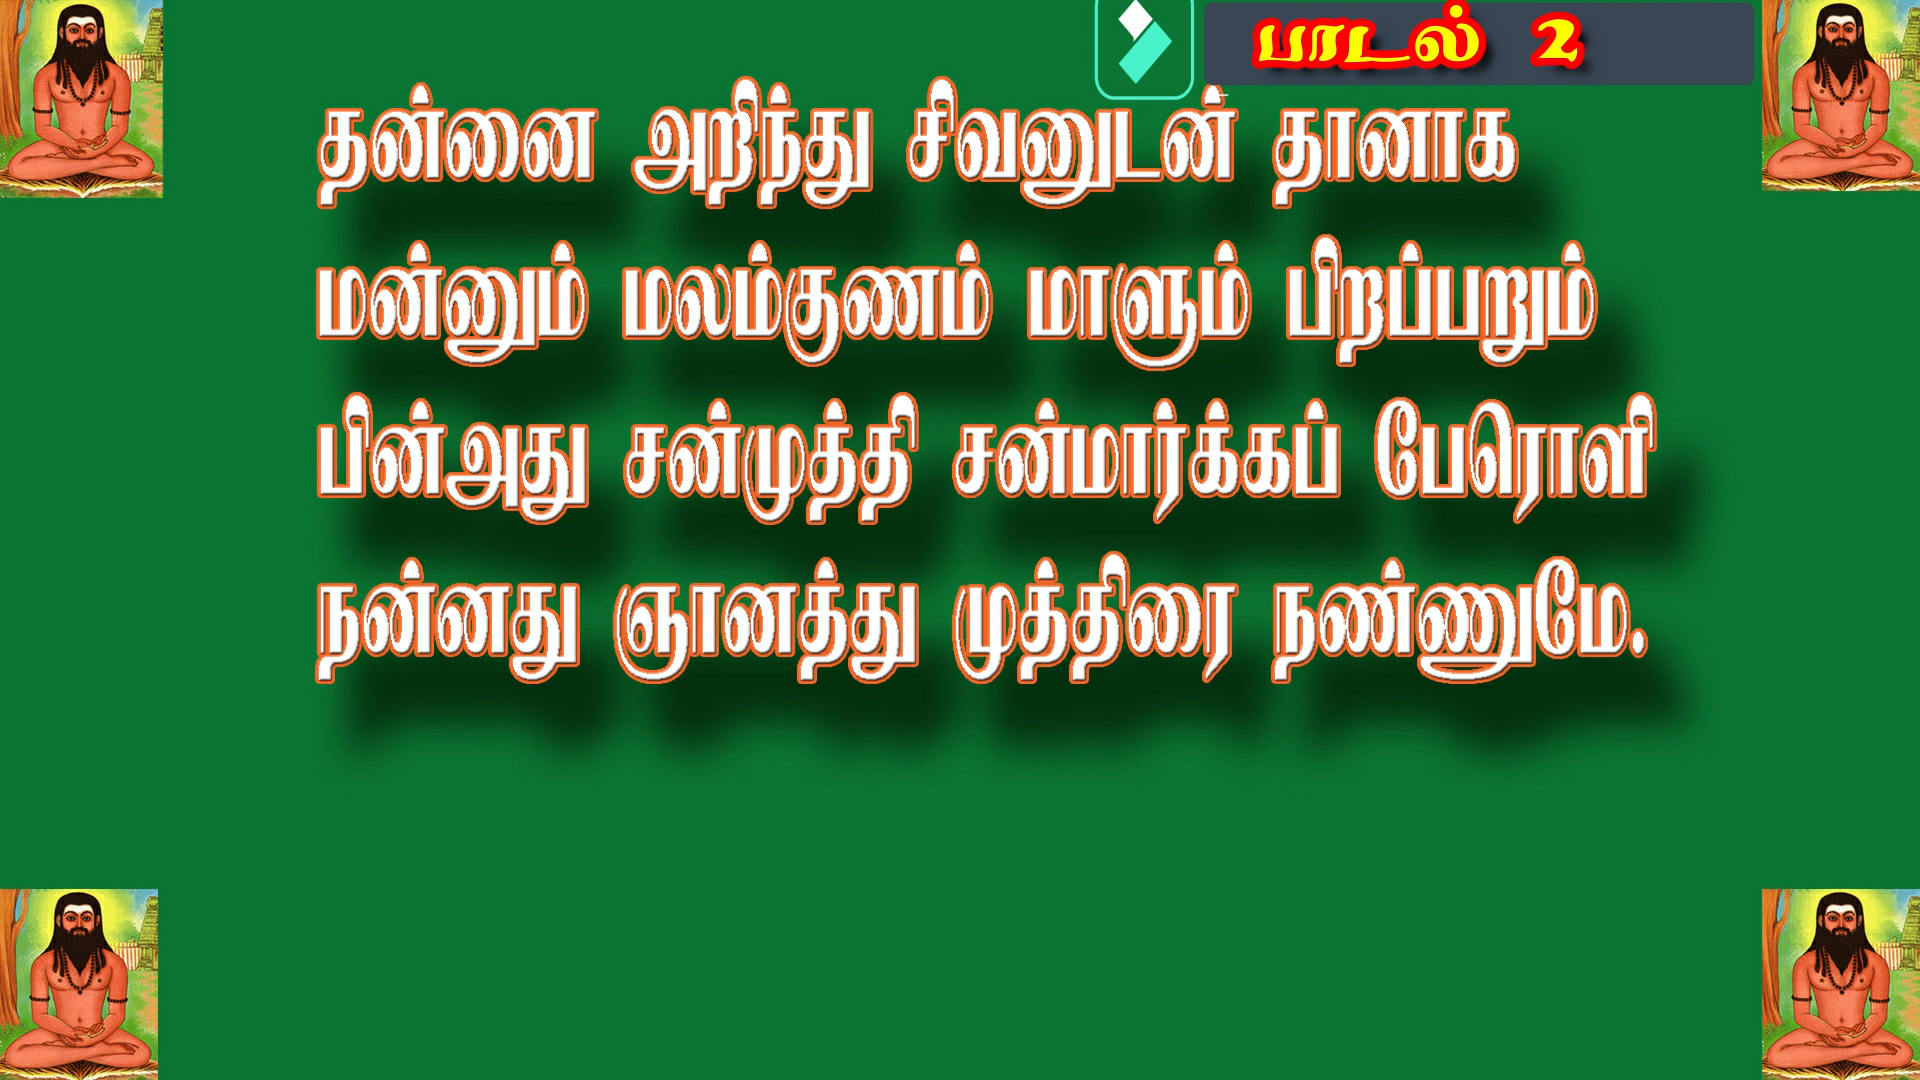 பாடல் 2
தன்னை அறிந்து சிவனுடன் தானாக
மன்னும் மலம்குணம் மாளும் பிறப்பறும்
பின்அது சன்முத்தி சன்மார்க்கப் பேரொளி
நன்னது ஞானத்து முத்திரை நண்ணுமே.